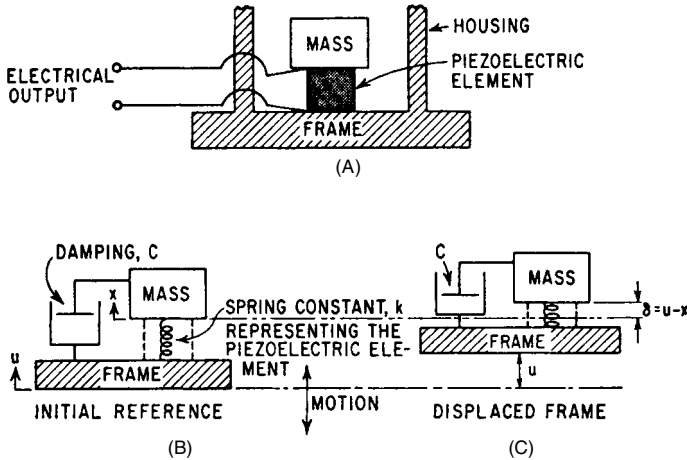 HOUSING
MASS
PIEZOELECTRIC
ELEMENT
ELECTRICAL
OUTPUT
FRAME
(A)
DAMPING, C
C
MASS
MASS
x
δ=u-x
SPRING CONSTANT, k
REPRESENTING THE
PIEZOELECTRIC ELE-
MENT
u
FRAME
FRAME
u
INITIAL REFERENCE
MOTION
DISPLACED FRAME
(B)
(C)